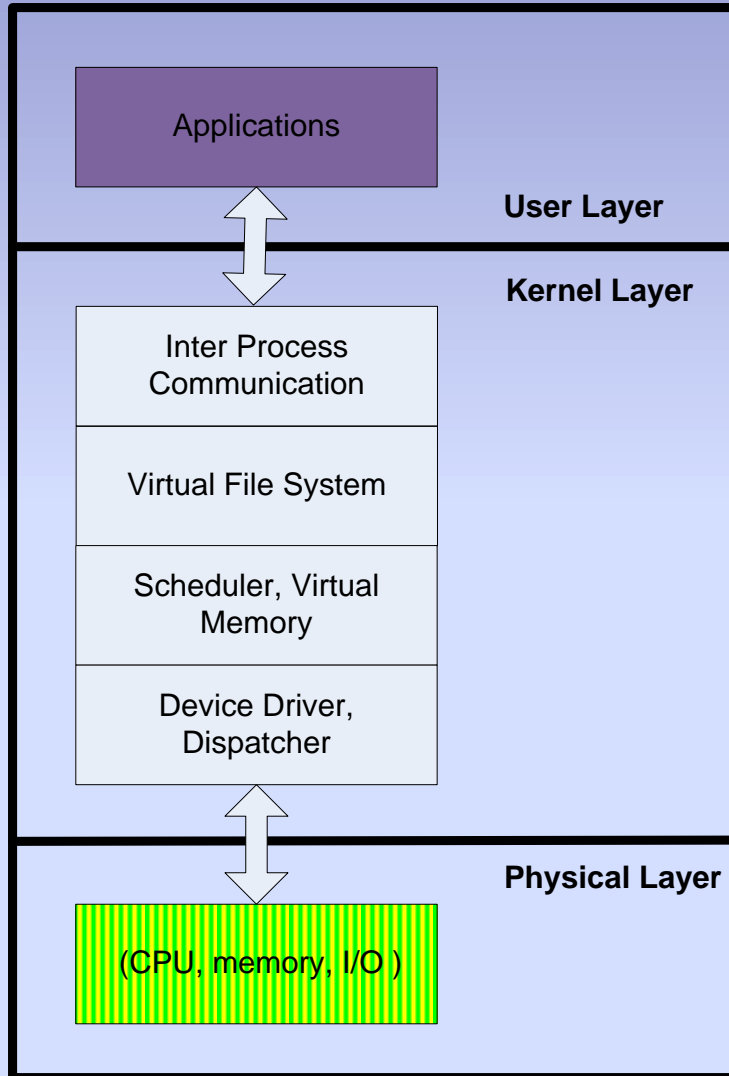 Applications
User Layer
Kernel Layer
Inter Process
Communication
Virtual File System
Scheduler, Virtual
Memory
Device Driver,
Dispatcher
Physical Layer
(CPU, memory, I/O )